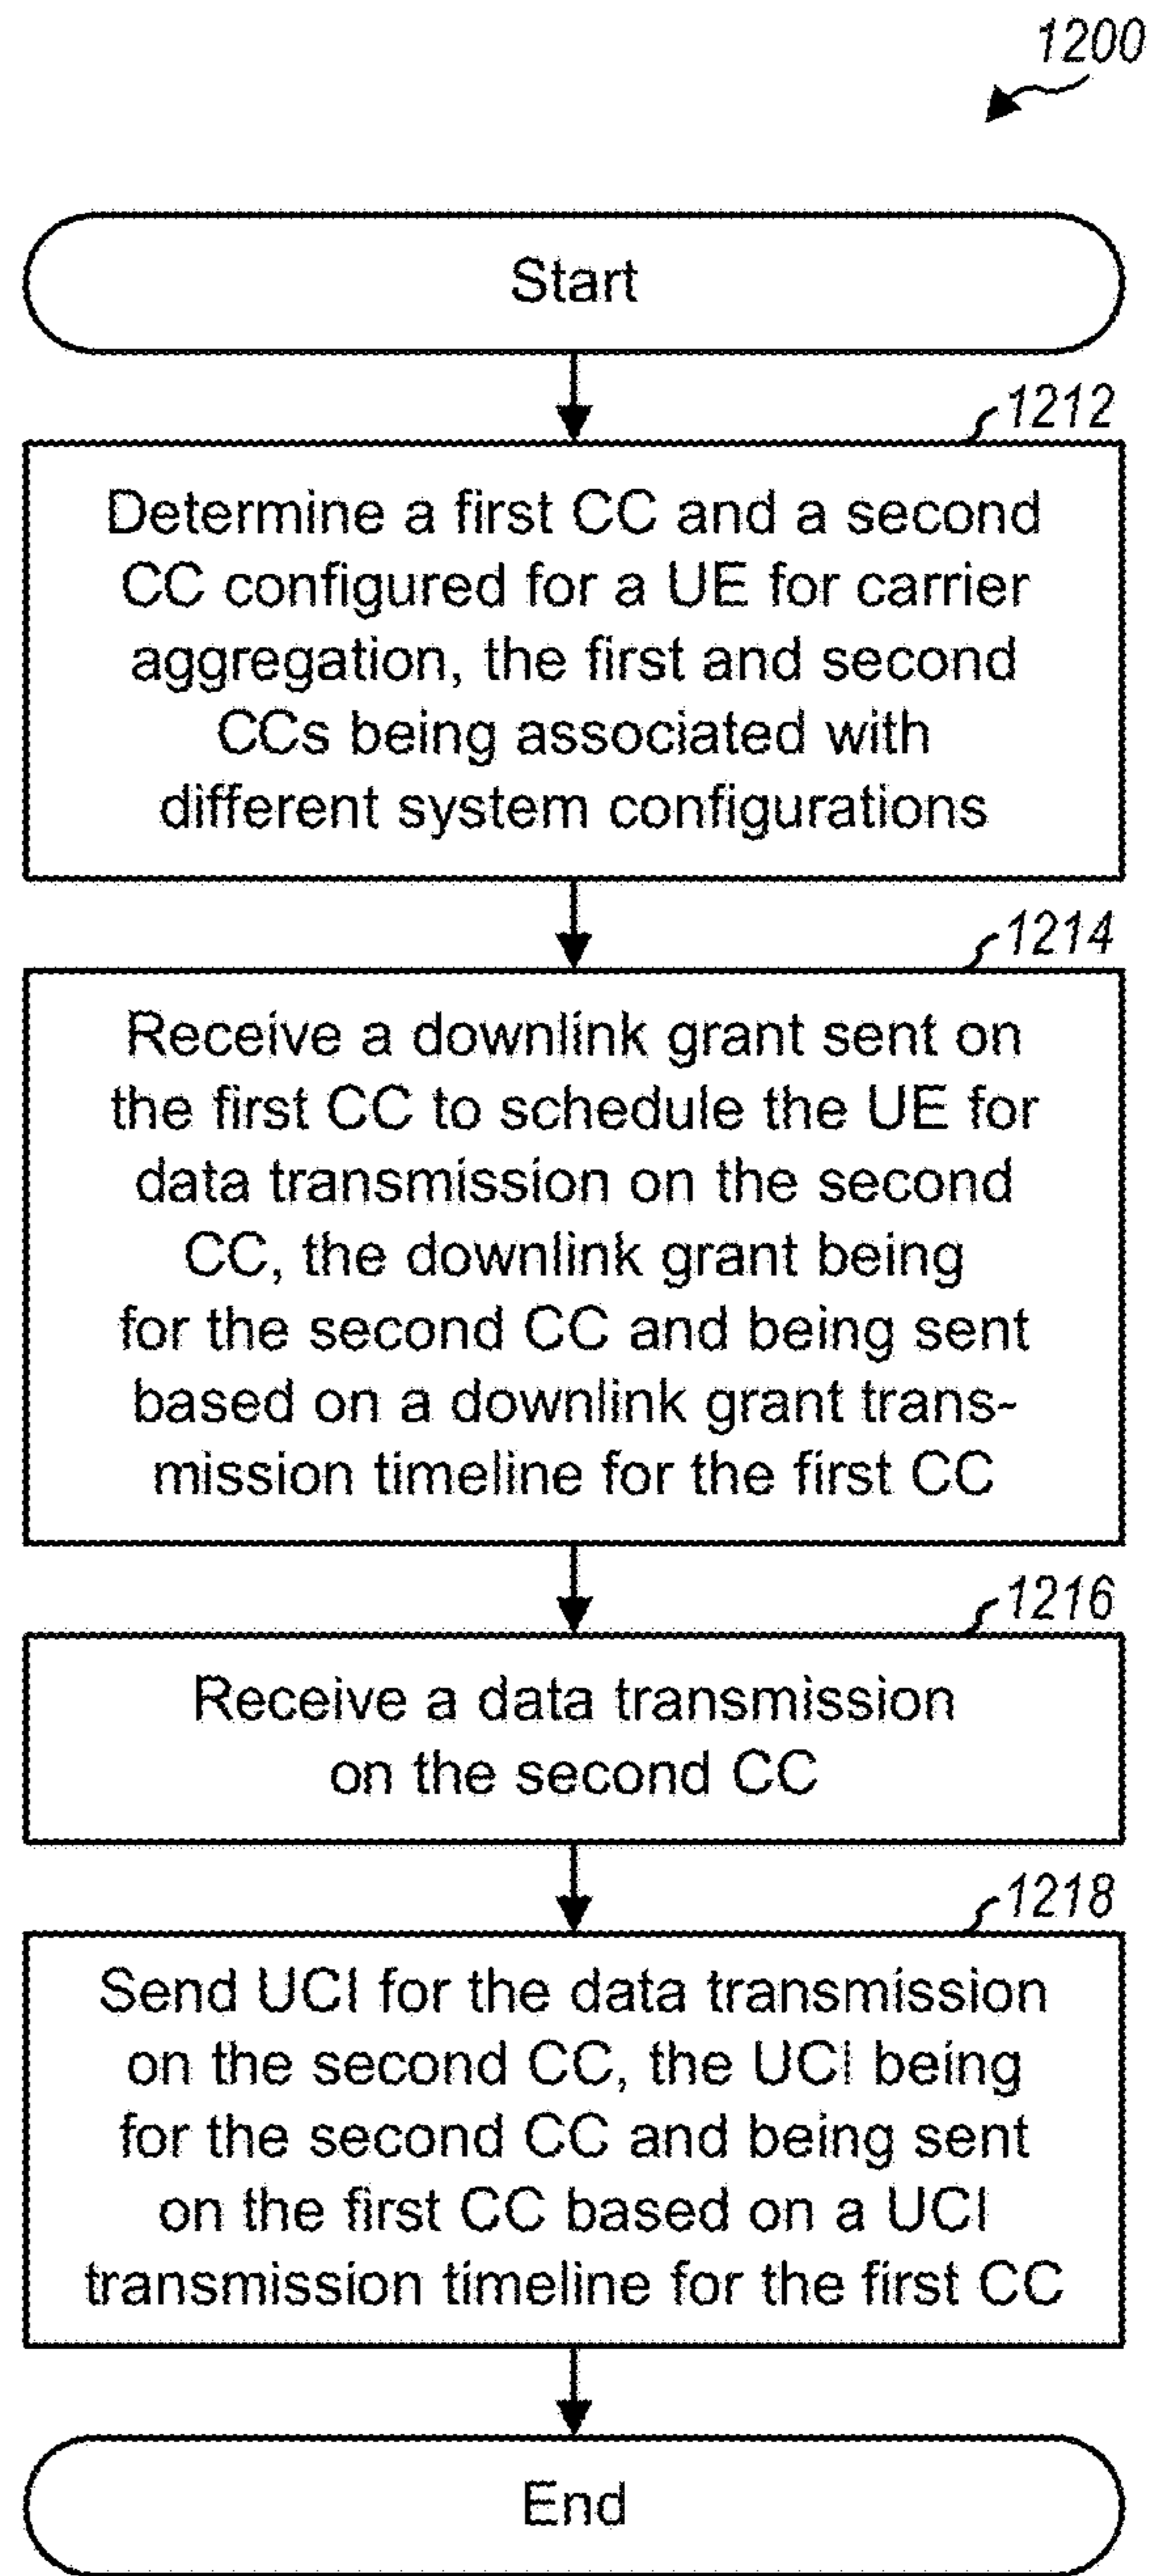 1200
Start
1212
Determine a first CC and a second
CC configured for a UE for carrier
aggregation, the first and second
CCs being associated with
different system configurations
1214
Receive a downlink grant sent on
the first CC to schedule the UE for
data transmission on the second
CC, the downlink grant being
for the second CC and being sent
based on a downlink grant trans-
mission timeline for the first CC
1216
Receive a data transmission
on the second CC
1218
Send UCI for the data transmission
on the second CC, the UCI being
for the second CC and being sent
on the first CC based on a UCI
transmission timeline for the first CC
End